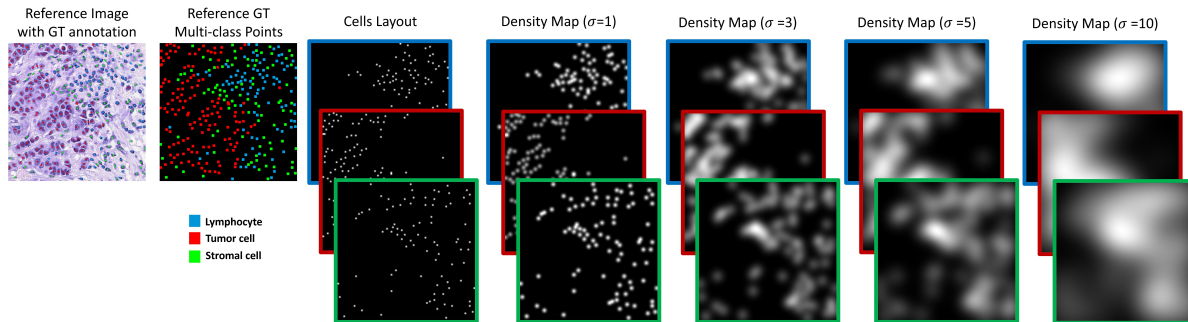 Reference Image
with GT annotation
Reference GT
Multi-class Points
Cells Layout
Density Map (σ=1)
Density Map (σ =3)
Density Map (σ =5)
Density Map (σ =10)
Lymphocyte
Tumor cell
Stromal cell